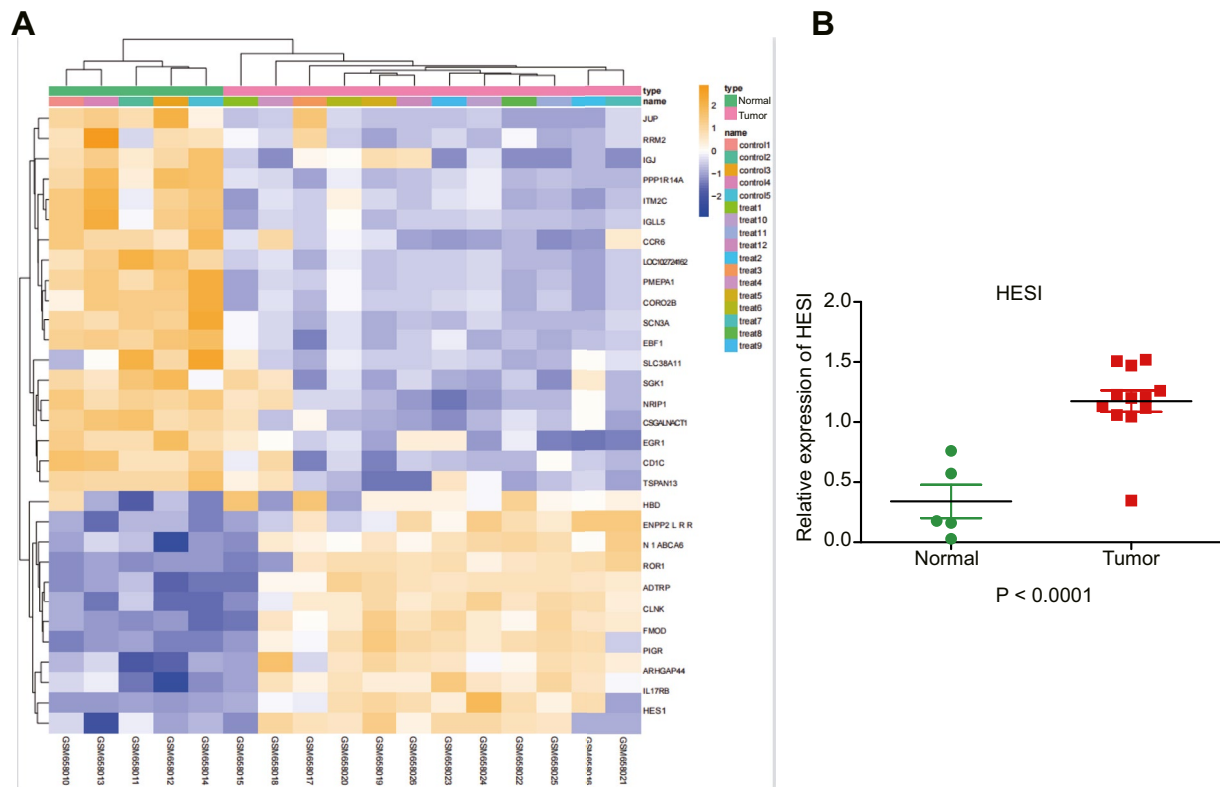 A
type
name
2
1
0
−1
−2
type
Normal
Tumor
name
control1
control2
control3
control4
control5
treat1
treat10
treat11
treat12
treat2
treat3
treat4
treat5
treat6
treat7
treat8
treat9
JUP
RRM2
IGJ
PPP1R14A
ITM2C
IGLL5
CCR6
LOC102724162
PMEPA1
CORO2B
SCN3A
EBF1
SLC38A11
SGK1
NRIP1
CSGALNACT1
EGR1
CD1C
TSPAN13
HBD
ENPP2 L R R
N 1 ABCA6
ROR1
ADTRP
CLNK
FMOD
PIGR
ARHGAP44
IL17RB
HES1
GSM658010
GSM658013
GSM658011
GSM658012
GSM658014
GSM658015
GSM658018
GSM658017
GSM658020
GSM658019
GSM658026
GSM658023
GSM658024
GSM658022
GSM658025
GSM658021
B
HESI
Relative expression of HESI
2.0
1.5
1.0
0.5
0.0
Normal
Tumor
P < 0.0001